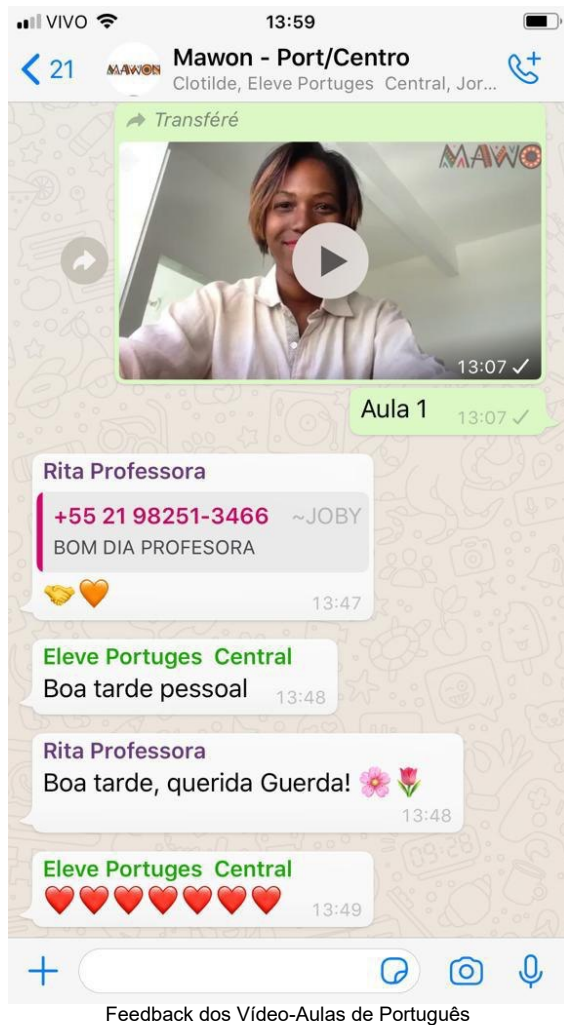 VIVO
13:59
21
MAWON
Mawon - Port/Centro
Clotilde, Eleve Portuges Central, Jor...
Transféré
MAWO
13:07
Aula 1 13:07
Rita Professora
+55 21 98251-3466 ~JOBY
BOM DIA PROFESORA
🤝🧡 13:47
Eleve Portuges Central
Boa tarde pessoal 13:48
Rita Professora
Boa tarde, querida Guerda! 🌸🌷
13:48
Eleve Portuges Central
❤️❤️❤️❤️❤️❤️❤️ 13:49
Feedback dos Vídeo-Aulas de Português